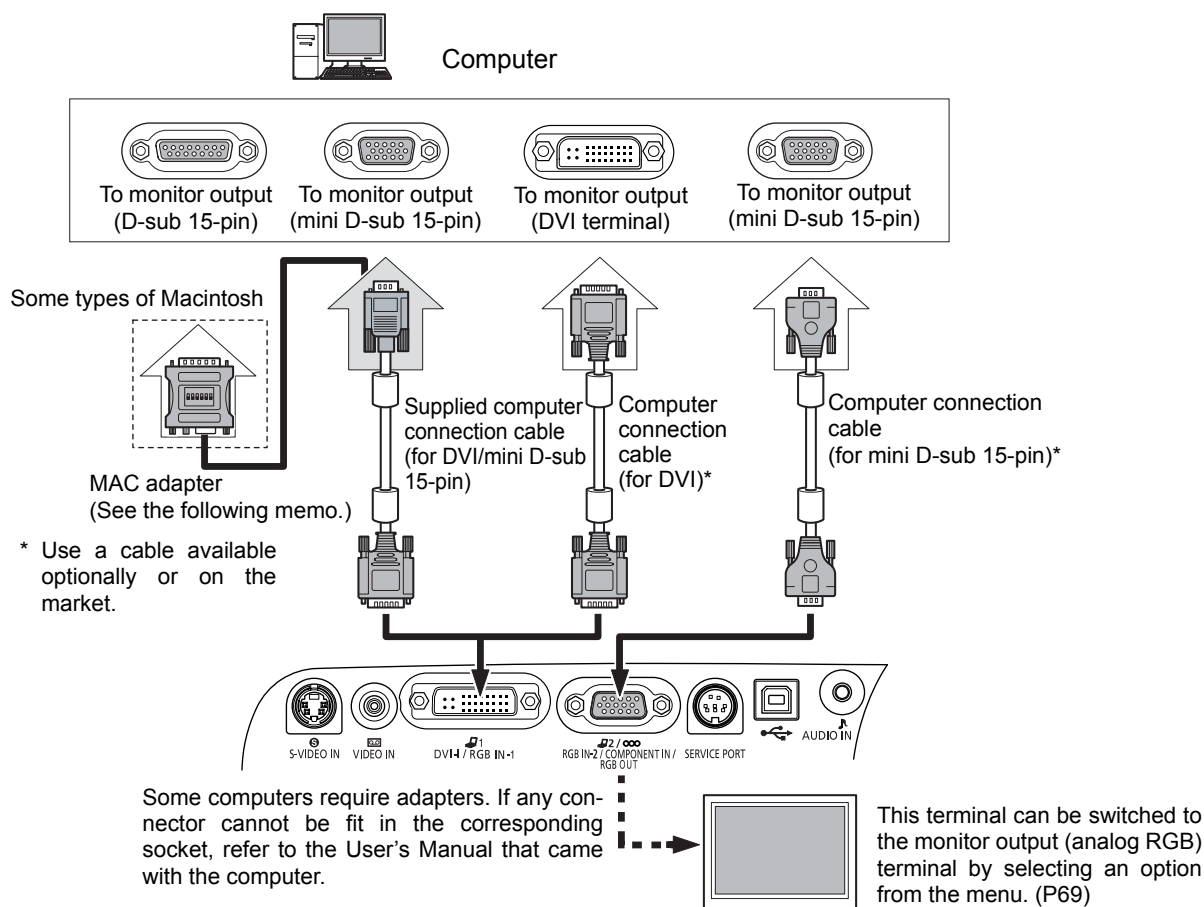 Computer
To monitor output
(D-sub 15-pin)
To monitor output
(mini D-sub 15-pin)
To monitor output
(DVI terminal)
To monitor output
(mini D-sub 15-pin)
Some types of Macintosh
MAC adapter
(See the following memo.)
* Use a cable available
optionally or on the
market.
Supplied computer
connection cable
(for DVI/mini D-sub
15-pin)
Computer
connection
cable
(for DVI)*
Computer connection
cable
(for mini D-sub 15-pin)*
S
S-VIDEO IN
VIDEO IN
1
DVI-I / RGB IN-1
2 /
RGB IN-2 / COMPONENT IN /
RGB OUT
SERVICE PORT
AUDIO IN
Some computers require adapters. If any con-
nector cannot be fit in the corresponding
socket, refer to the User's Manual that came
with the computer.
This terminal can be switched to
the monitor output (analog RGB)
terminal by selecting an option
from the menu. (P69)